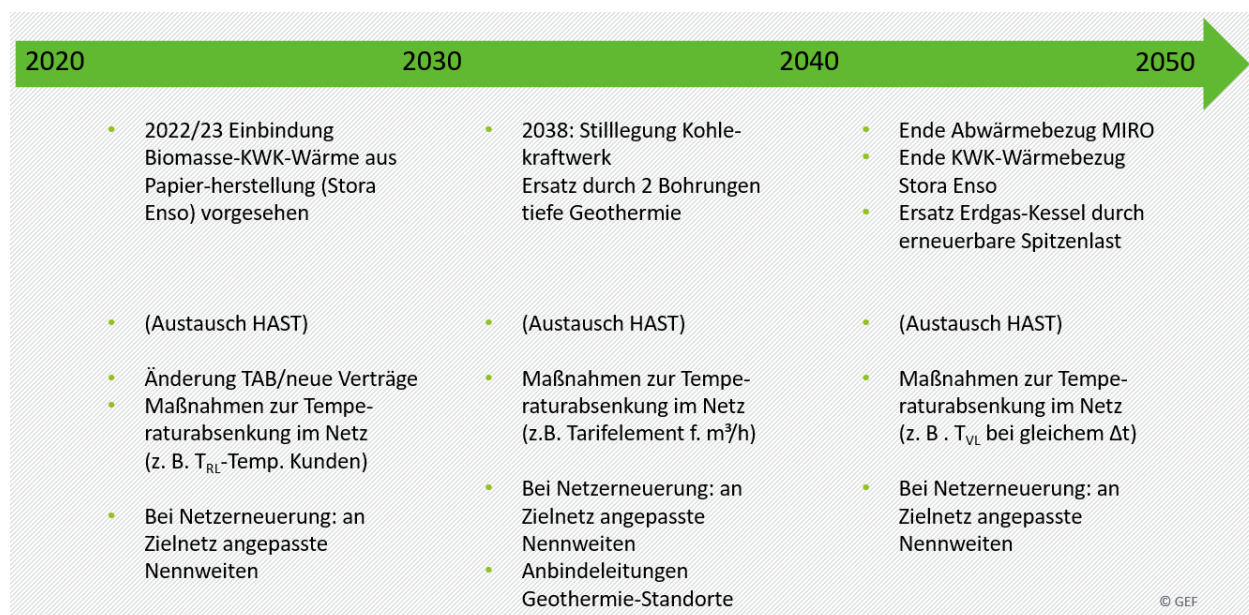 2020 2030 2040 2050
• 2022/23 Einbindung
Biomasse-KWK-Wärme aus
Papier-herstellung (Stora
Enso) vorgesehen
• (Austausch HAST)
• Änderung TAB/neue Verträge
• Maßnahmen zur Tempe-
raturabsenkung im Netz
(z. B. TRL-Temp. Kunden)
• Bei Netzerneuerung: an
Zielnetz angepasste
Nennweiten
• 2038: Stilllegung Kohle-
kraftwerk
Ersatz durch 2 Bohrungen
tiefe Geothermie
• (Austausch HAST)
• Maßnahmen zur Tempe-
raturabsenkung im Netz
(z.B. Tarifelement f. m³/h)
• Bei Netzerneuerung: an
Zielnetz angepasste
Nennweiten
• Anbindeleitungen
Geothermie-Standorte
• Ende Abwärmebezug MIRO
• Ende KWK-Wärmebezug
Stora Enso
• Ersatz Erdgas-Kessel durch
erneuerbare Spitzenlast
• (Austausch HAST)
• Maßnahmen zur Tempe-
raturabsenkung im Netz
(z. B . TVL bei gleichem Δt)
• Bei Netzerneuerung: an
Zielnetz angepasste
Nennweiten
© GEF